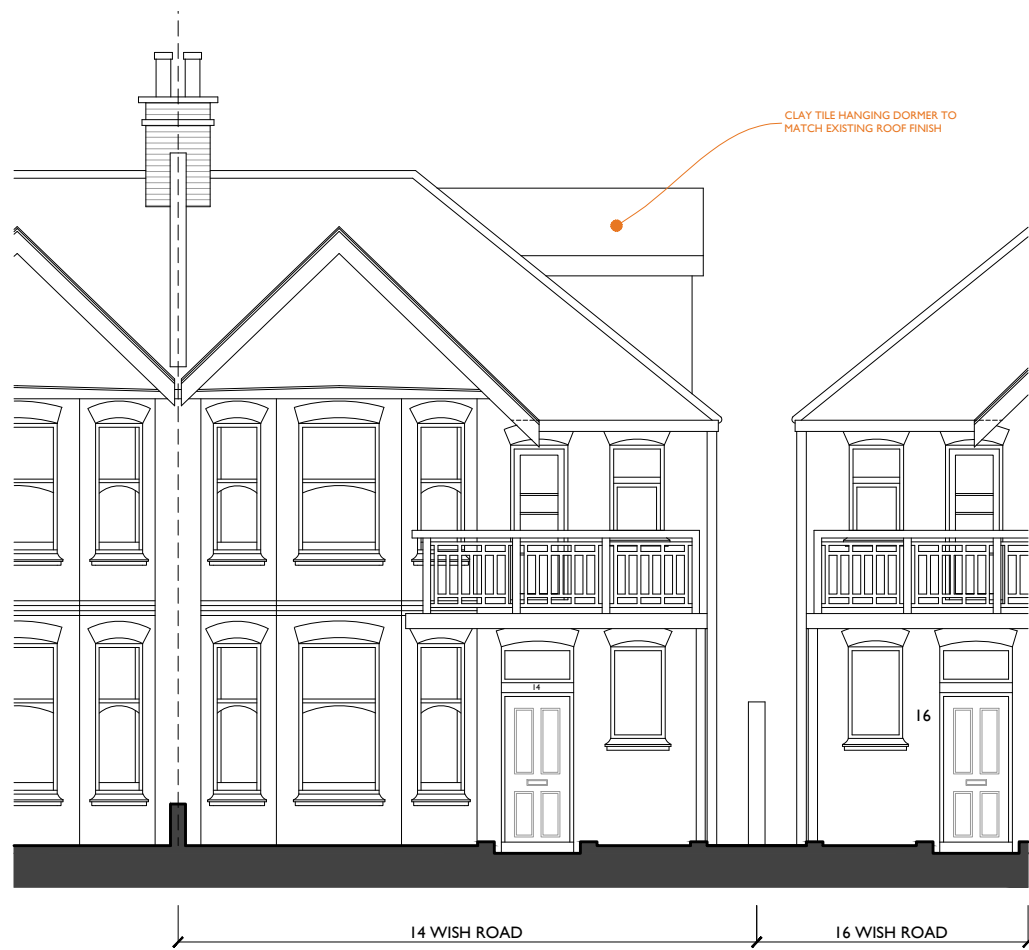 CLAY TILE HANGING DORMER TO
MATCH EXISTING ROOF FINISH
14
16
14 WISH ROAD
16 WISH ROAD